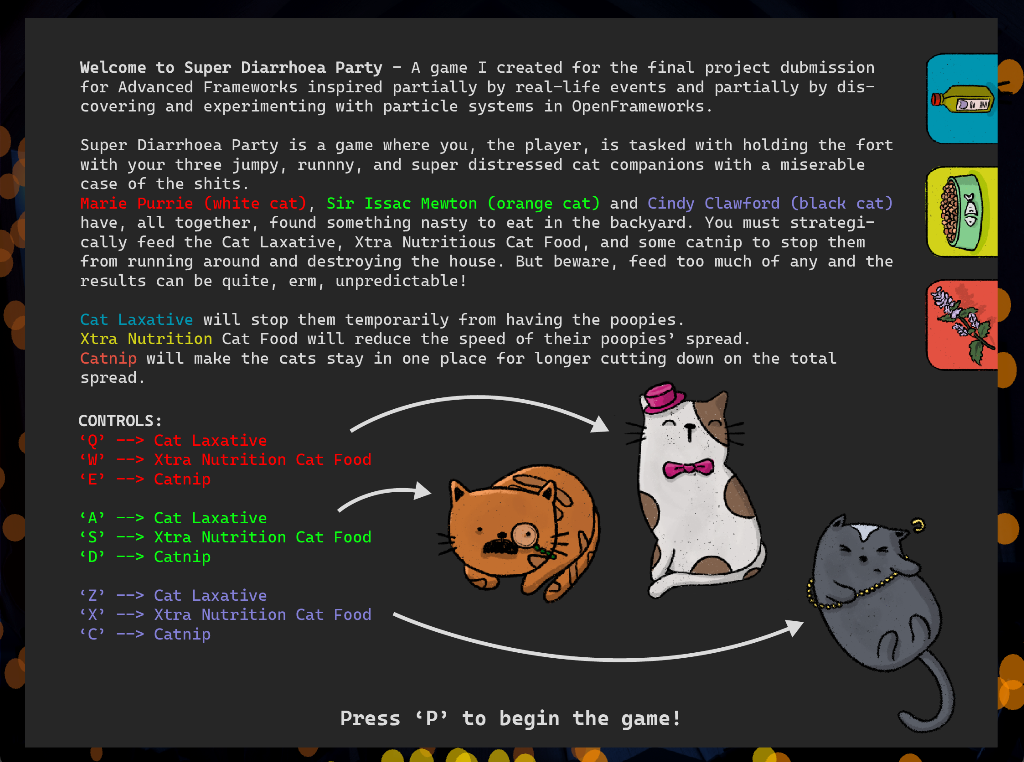 Welcome to Super Diarrhoea Party – A game I created for the final project dubmission
for Advanced Frameworks inspired partially by real-life events and partially by dis-
covering and experimenting with particle systems in OpenFrameworks.
Super Diarrhoea Party is a game where you, the player, is tasked with holding the fort
with your three jumpy, runnny, and super distressed cat companions with a miserable
case of the shits.
Marie Purrie (white cat), Sir Issac Mewton (orange cat) and Cindy Clawford (black cat)
have, all together, found something nasty to eat in the backyard. You must strategi-
cally feed the Cat Laxative, Xtra Nutritious Cat Food, and some catnip to stop them
from running around and destroying the house. But beware, feed too much of any and the
results can be quite, erm, unpredictable!
Cat Laxative will stop them temporarily from having the poopies.
Xtra Nutrition Cat Food will reduce the speed of their poopies’ spread.
Catnip will make the cats stay in one place for longer cutting down on the total
spread.
CONTROLS:
‘Q’ --> Cat Laxative
‘W’ --> Xtra Nutrition Cat Food
‘E’ --> Catnip
‘A’ --> Cat Laxative
‘S’ --> Xtra Nutrition Cat Food
‘D’ --> Catnip
‘Z’ --> Cat Laxative
‘X’ --> Xtra Nutrition Cat Food
‘C’ --> Catnip
Press ‘P’ to begin the game!